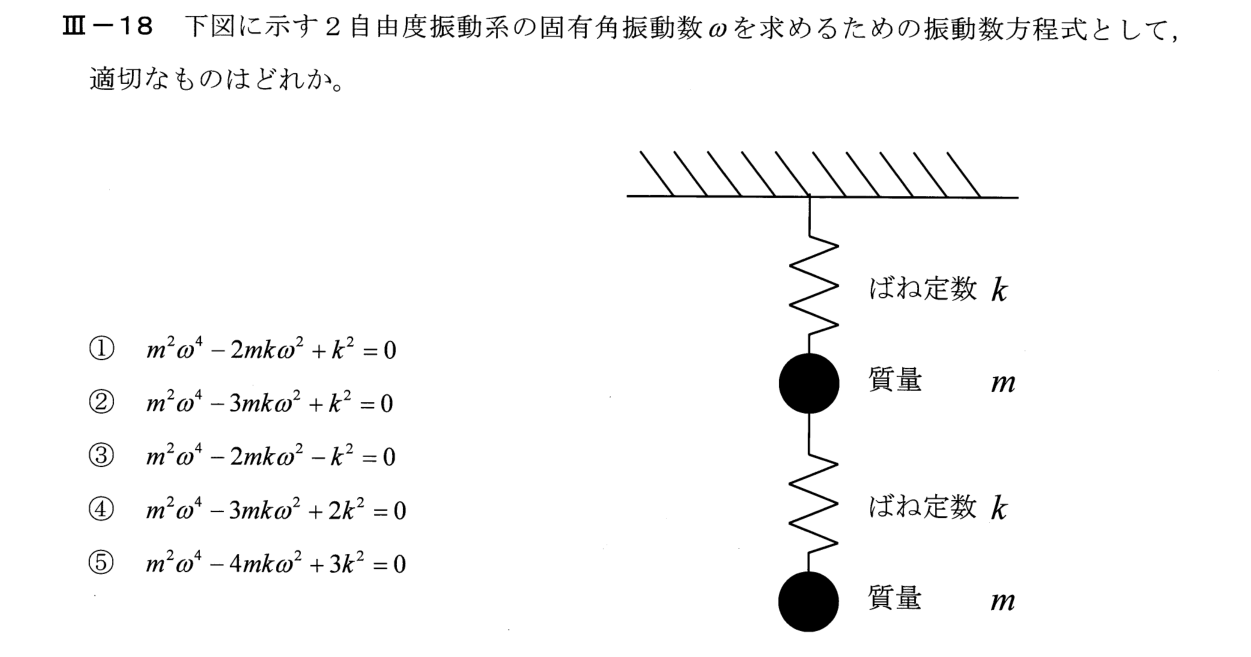 Ⅲ－18 下図に示す２自由度振動系の固有角振動数ωを求めるための振動数方程式として，
適切なものはどれか。
ばね定数 k
① m²ω⁴ － 2mkω² + k² = 0
質量 m
② m²ω⁴ － 3mkω² + k² = 0
③ m²ω⁴ － 2mkω² － k² = 0
④ m²ω⁴ － 3mkω² + 2k² = 0
ばね定数 k
⑤ m²ω⁴ － 4mkω² + 3k² = 0
質量 m